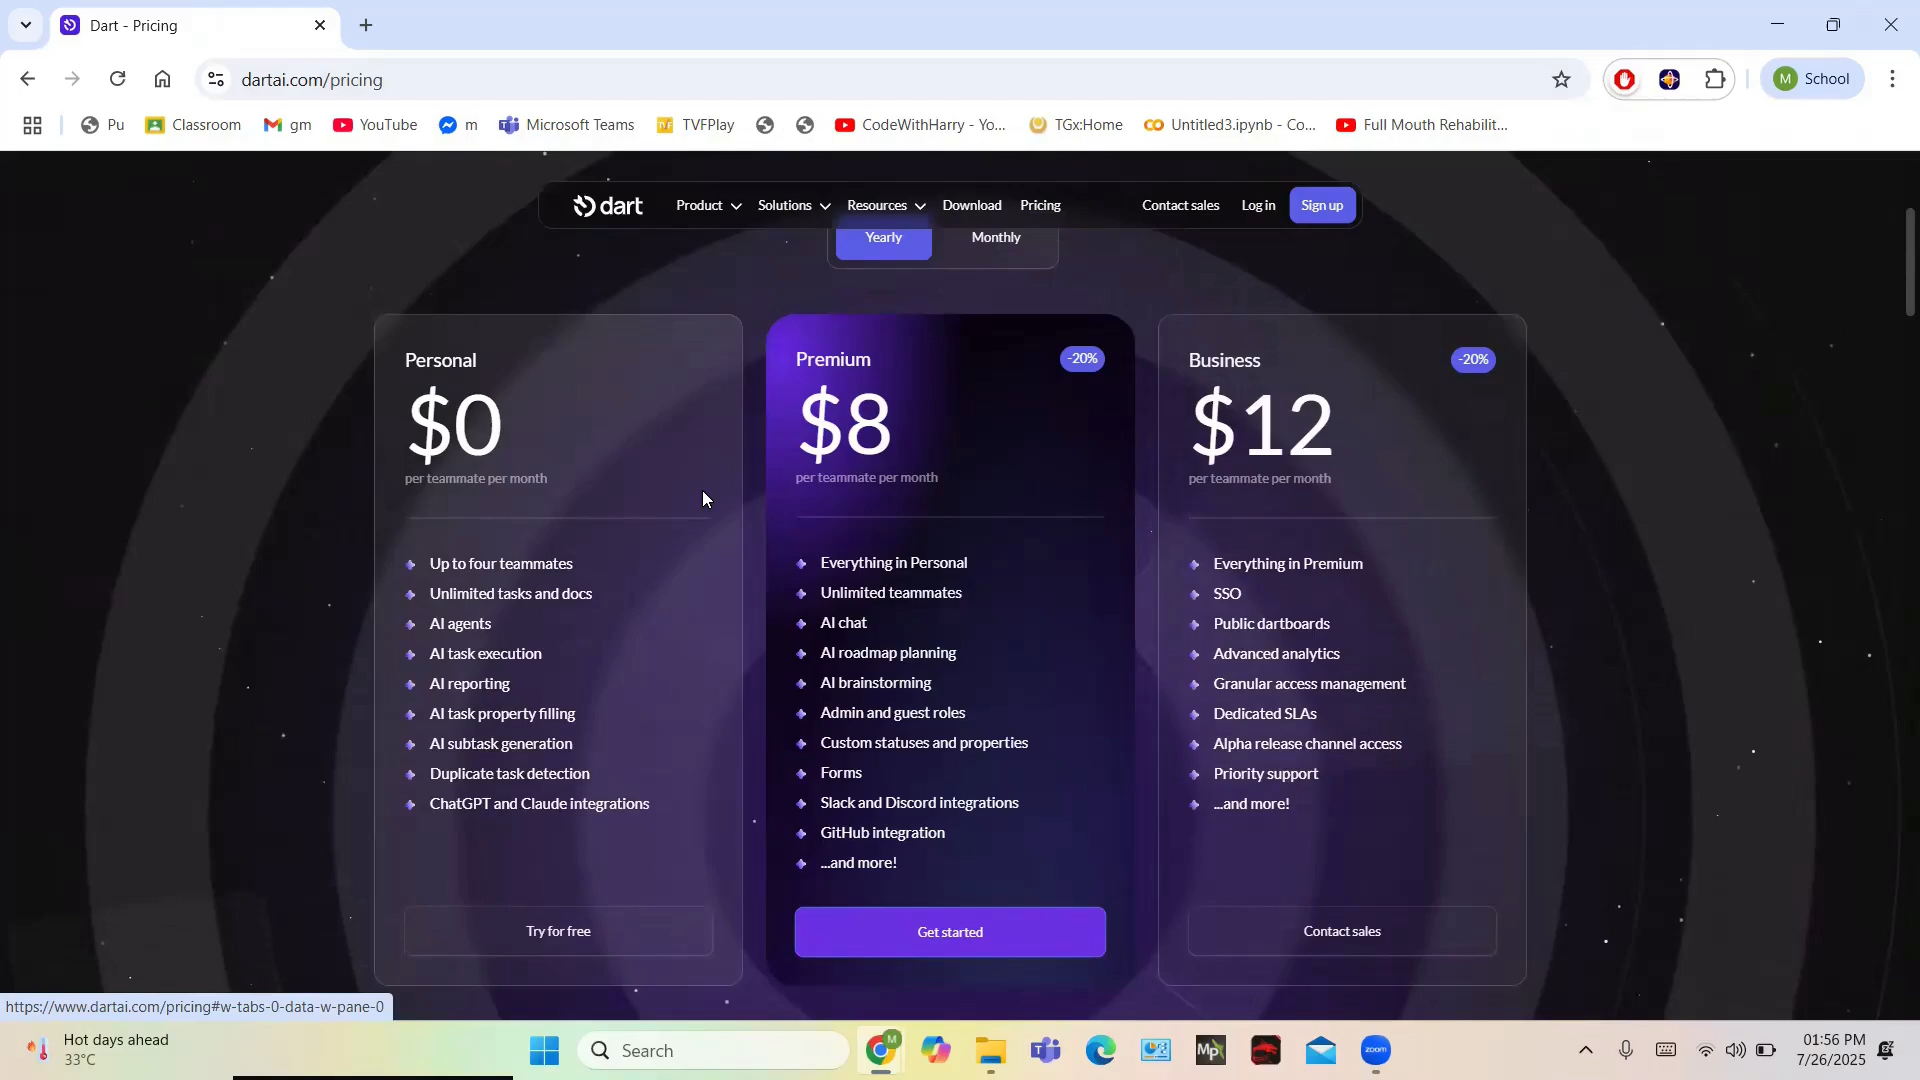 Dart - Pricing
dartai.com/pricing
M School
Pu
Classroom
gm
YouTube
m
Microsoft Teams
TVFPlay
CodeWithHarry - Yo...
TGx:Home
Untitled3.ipynb - Co...
Full Mouth Rehabilit...
dart
Product
Solutions
Resources
Download
Pricing
Contact sales
Log in
Sign up
Yearly
Monthly
Personal
$0
per teammate per month
Up to four teammates
Unlimited tasks and docs
AI agents
AI task execution
AI reporting
AI task property filling
AI subtask generation
Duplicate task detection
ChatGPT and Claude integrations
Try for free
Premium
-20%
$8
per teammate per month
Everything in Personal
Unlimited teammates
AI chat
AI roadmap planning
AI brainstorming
Admin and guest roles
Custom statuses and properties
Forms
Slack and Discord integrations
GitHub integration
...and more!
Get started
Business
-20%
$12
per teammate per month
Everything in Premium
SSO
Public dartboards
Advanced analytics
Granular access management
Dedicated SLAs
Alpha release channel access
Priority support
...and more!
Contact sales
https://www.dartai.com/pricing#w-tabs-0-data-w-pane-0
Hot days ahead
33°C
Search
M
zoom
01:56 PM
7/26/2025